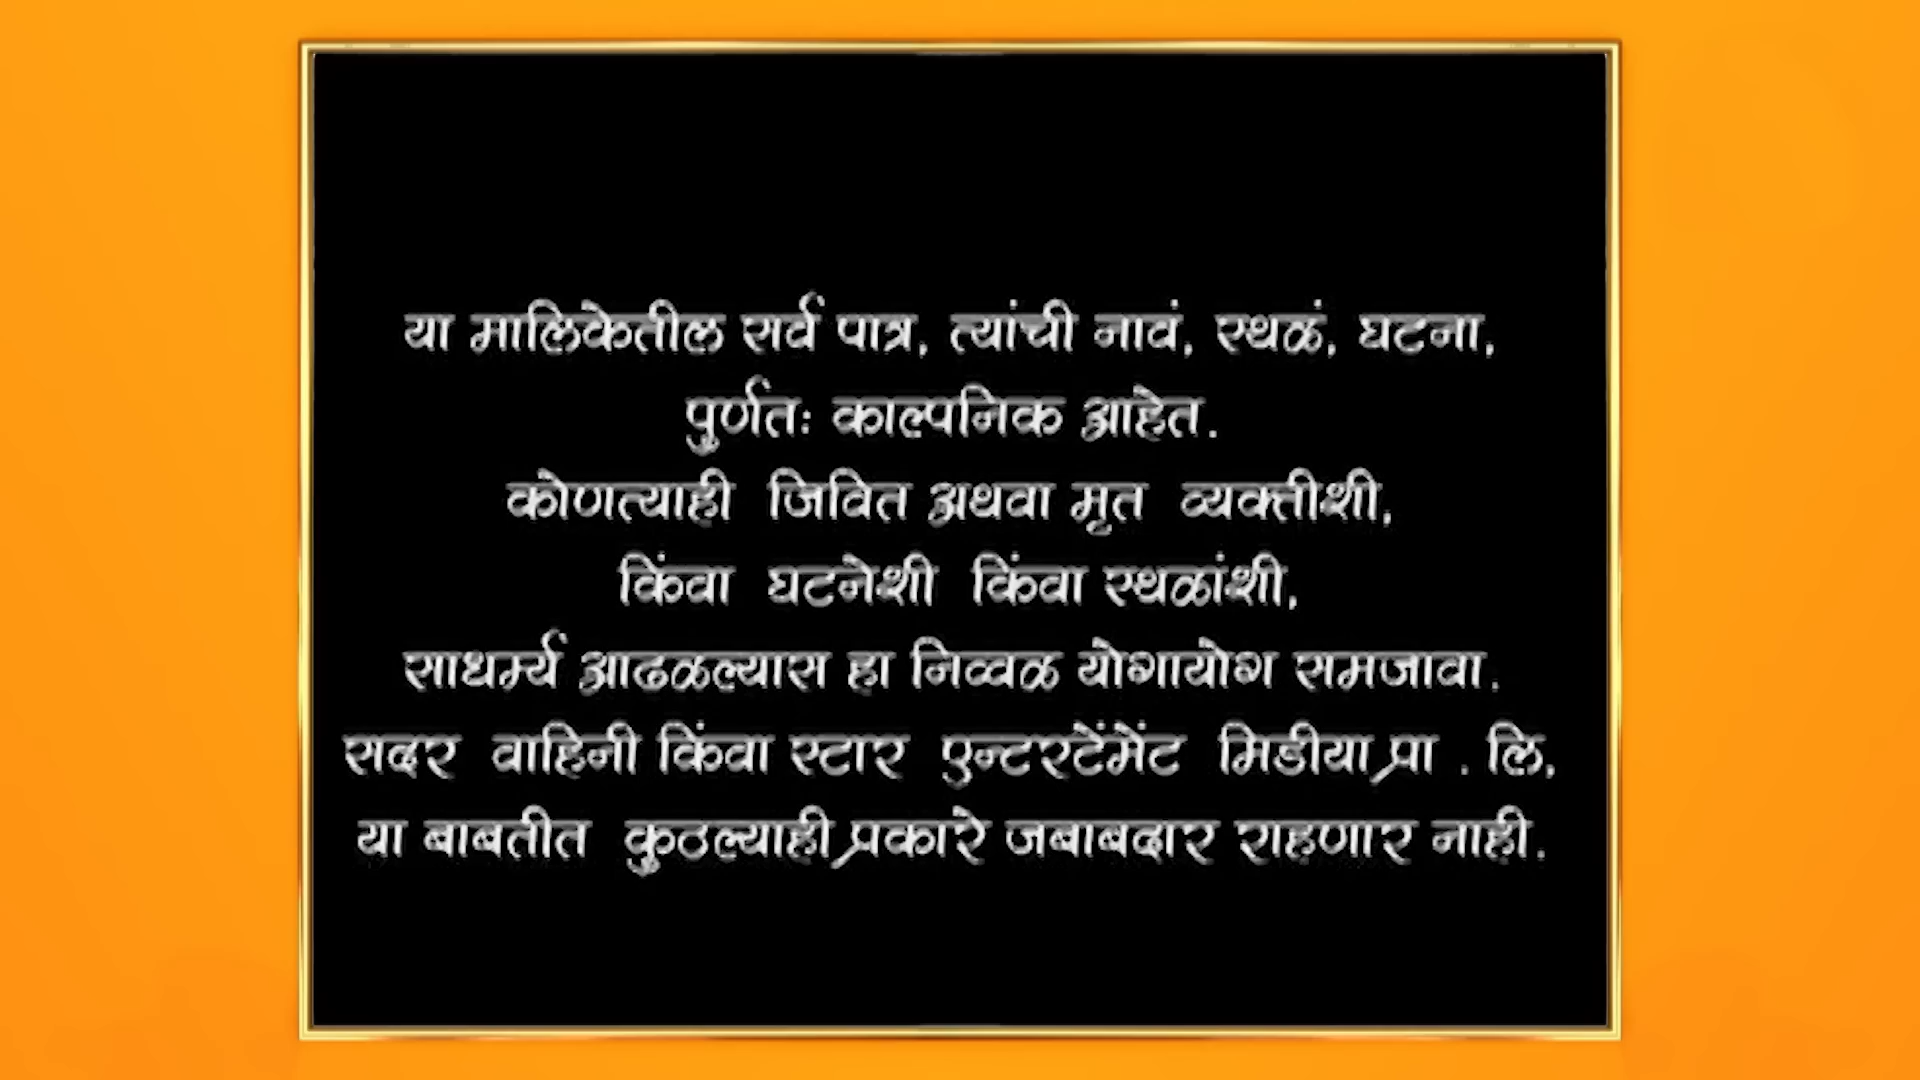 या मालिकेतील सर्व पात्र, त्यांची नावं, स्थळं, घटना,
पुर्णतः काल्पनिक आहेत.
कोणत्याही जिवित अथवा मृत व्यक्तीशी,
किंवा घटनेशी किंवा स्थळांशी,
साधर्म्य आढळल्यास हा निव्वळ योगायोग समजावा.
सदर वाहिनी किंवा स्टार एन्टरटेंमेंट मिडीया प्रा . लि,
या बाबतीत कुठल्याही प्रकारे जबाबदार राहणार नाही.